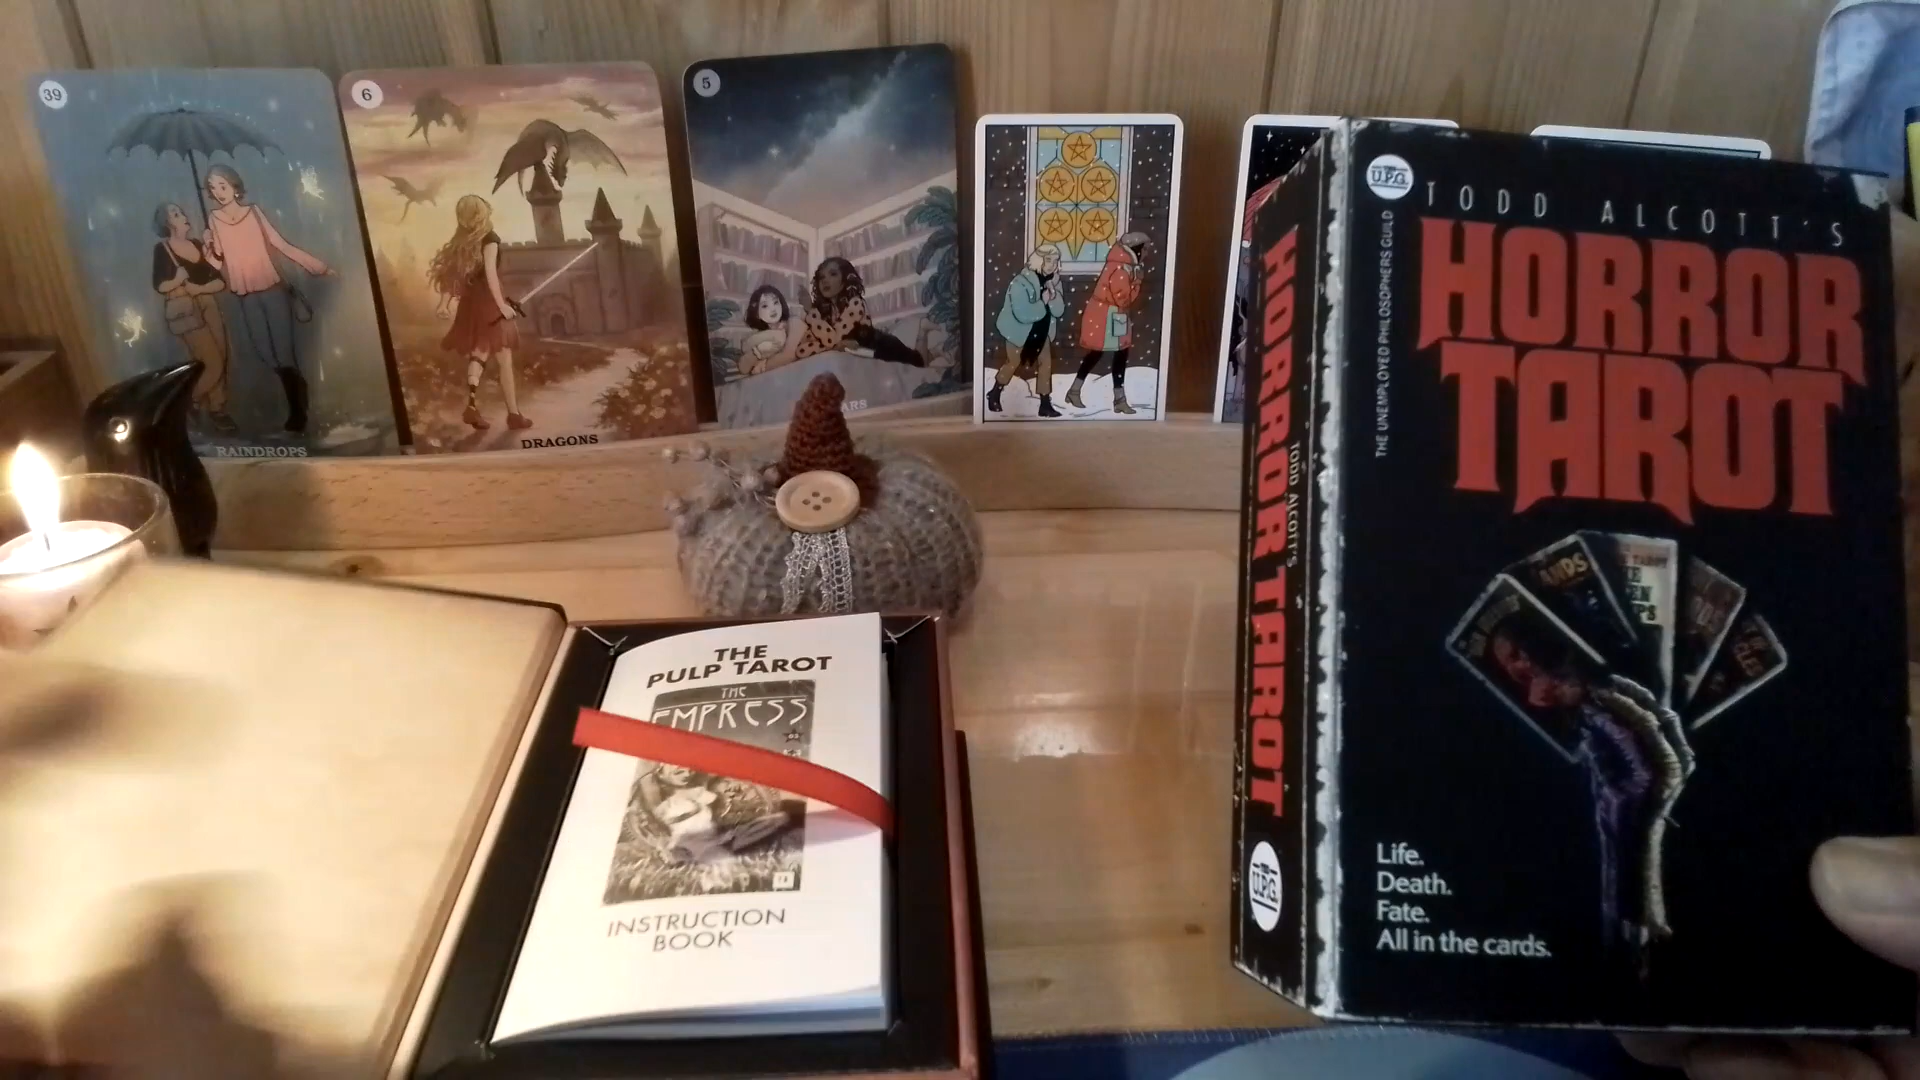 39
RAINDROPS
6
DRAGONS
5
THE
PULP TAROT
THE
EMPRESS
03
INSTRUCTION
BOOK
HORROR TAROT
TODD ALCOTT'S
U.P.G.
U.P.G.
TODD ALCOTT'S
HORROR
TAROT
THE UNEMPLOYED PHILOSOPHERS GUILD
Life.
Death.
Fate.
All in the cards.